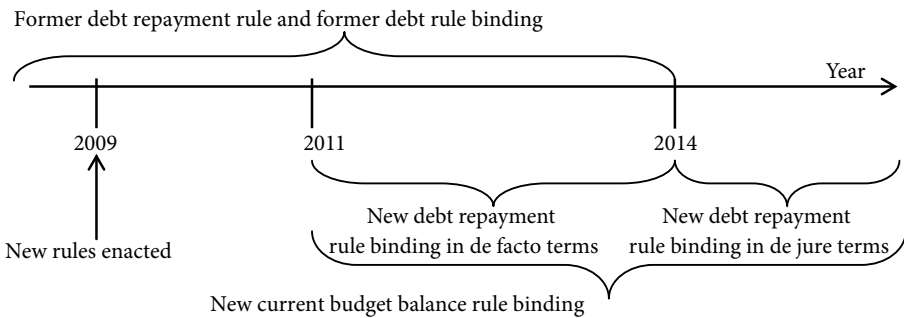 Former debt repayment rule and former debt rule binding
Year
2009
2011
2014
New rules enacted
New debt repayment
rule binding in de facto terms
New debt repayment
rule binding in de jure terms
New current budget balance rule binding